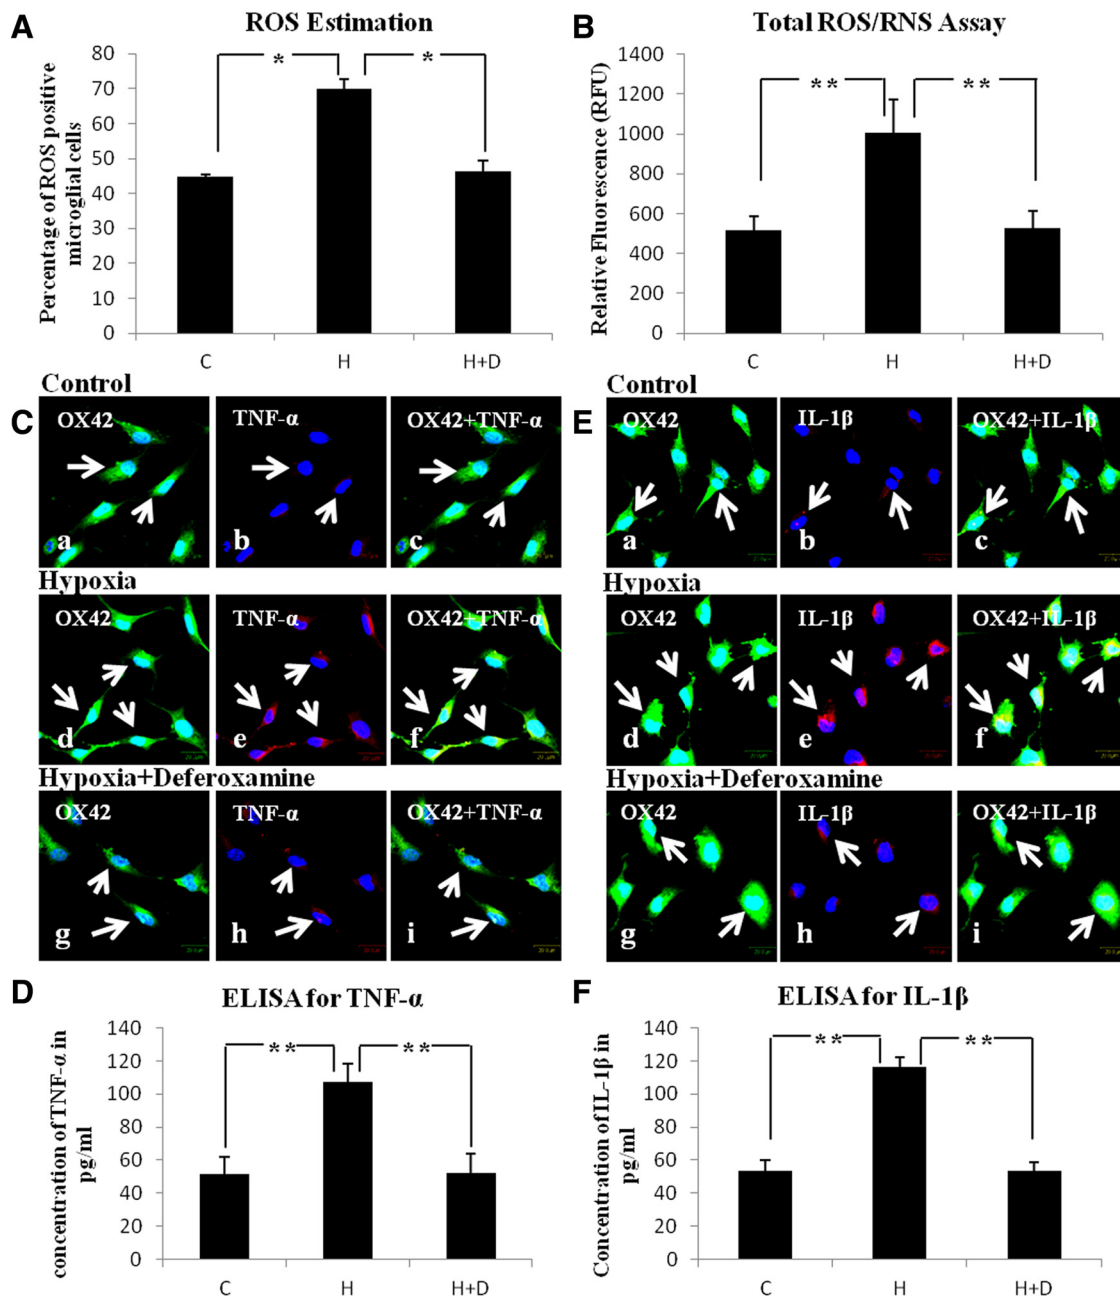 A
ROS Estimation
Percentage of ROS positive
microglial cells
80
70
60
50
40
30
20
10
0
*
*
C
H
H+D
B
Total ROS/RNS Assay
Relative Fluorescence (RFU)
1400
1200
1000
800
600
400
200
0
**
**
C
H
H+D
Control
C
OX42
TNF-α
OX42+TNF-α
a
b
c
Hypoxia
OX42
TNF-α
OX42+TNF-α
d
e
f
Hypoxia+Deferoxamine
OX42
TNF-α
OX42+TNF-α
g
h
i
Control
E
OX42
IL-1β
OX42+IL-1β
a
b
c
Hypoxia
OX42
IL-1β
OX42+IL-1β
d
e
f
Hypoxia+Deferoxamine
OX42
IL-1β
OX42+IL-1β
g
h
i
D
ELISA for TNF-α
concentration of TNF-α in
pg/ml
140
120
100
80
60
40
20
0
**
**
C
H
H+D
F
ELISA for IL-1β
Concentration of IL-1β in
pg/ml
140
120
100
80
60
40
20
0
**
**
C
H
H+D